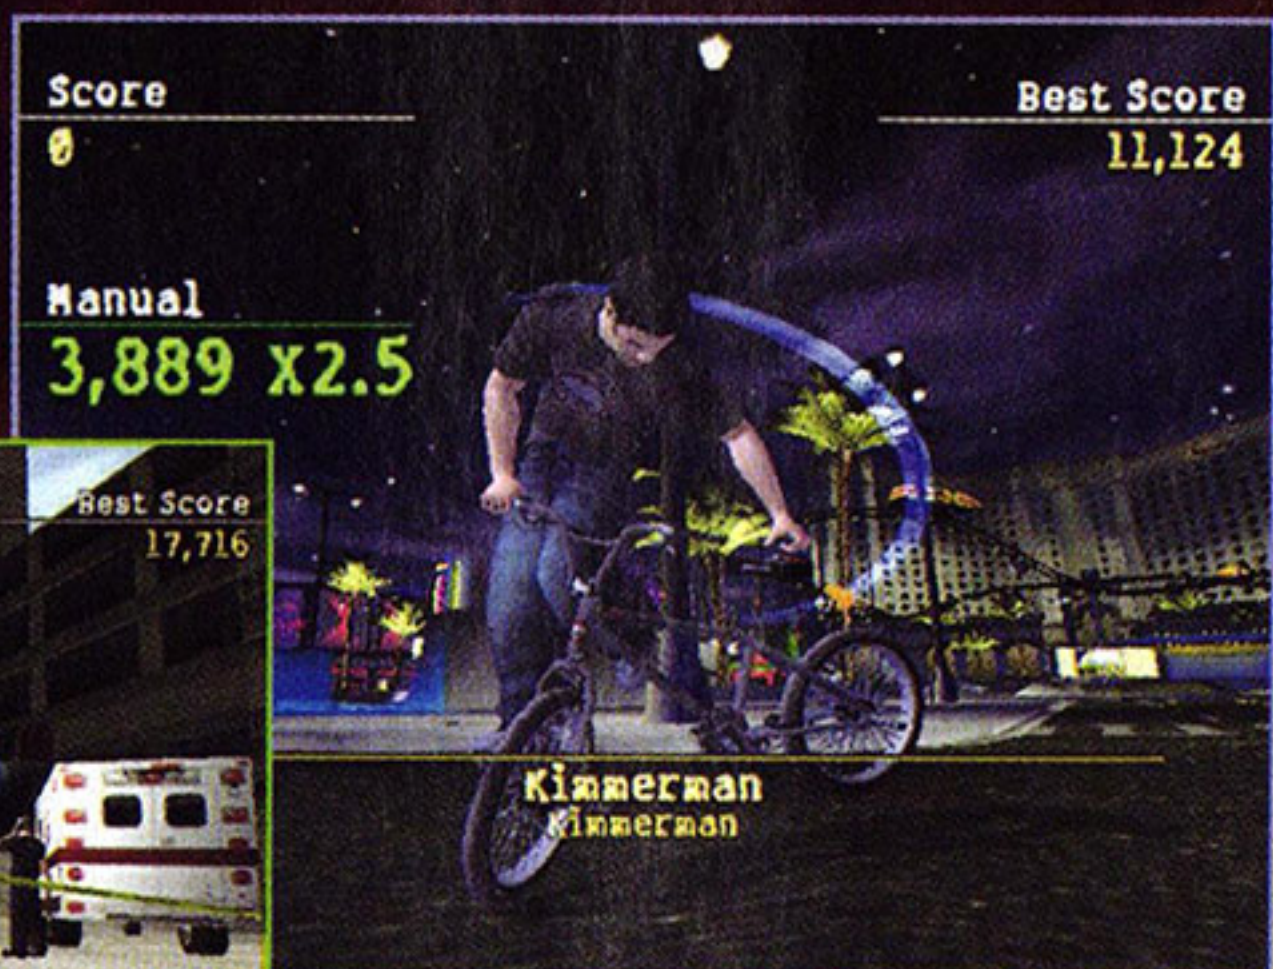 Score
0
Best Score
11,124
Manual
3,889 X2.5
Best Score
17,716
Kimmerman
Kimmerman